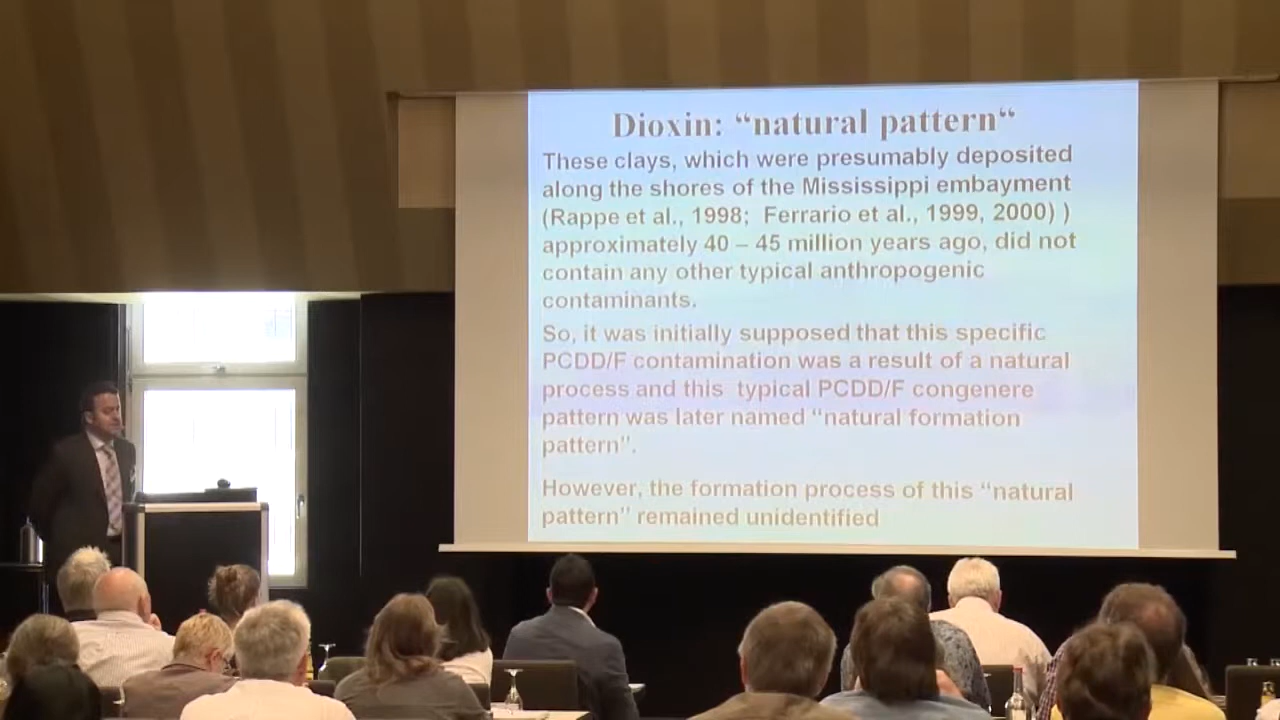 Dioxin: “natural pattern“
These clays, which were presumably deposited
along the shores of the Mississippi embayment
(Rappe et al., 1998; Ferrario et al., 1999, 2000) )
approximately 40 – 45 million years ago, did not
contain any other typical anthropogenic
contaminants.
So, it was initially supposed that this specific
PCDD/F contamination was a result of a natural
process and this typical PCDD/F congenere
pattern was later named “natural formation
pattern”.
However, the formation process of this “natural
pattern” remained unidentified